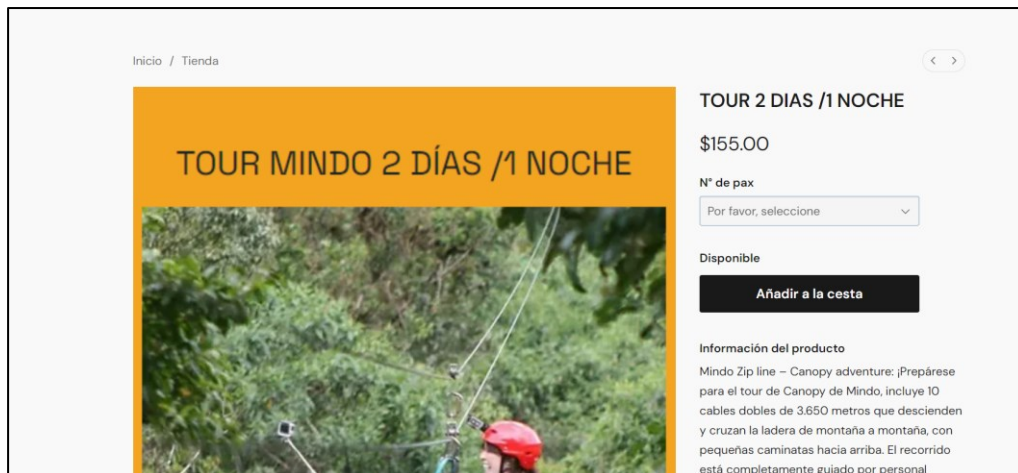 Inicio / Tienda
TOUR MINDO 2 DÍAS /1 NOCHE
TOUR 2 DIAS /1 NOCHE
$155.00
N° de pax
Por favor, seleccione
Disponible
Añadir a la cesta
Información del producto
Mindo Zip line – Canopy adventure: ¡Prepárese
para el tour de Canopy de Mindo, incluye 10
cables dobles de 3.650 metros que descienden
y cruzan la ladera de montaña a montaña, con
pequeñas caminatas hacia arriba. El recorrido
está completamente guiado por personal